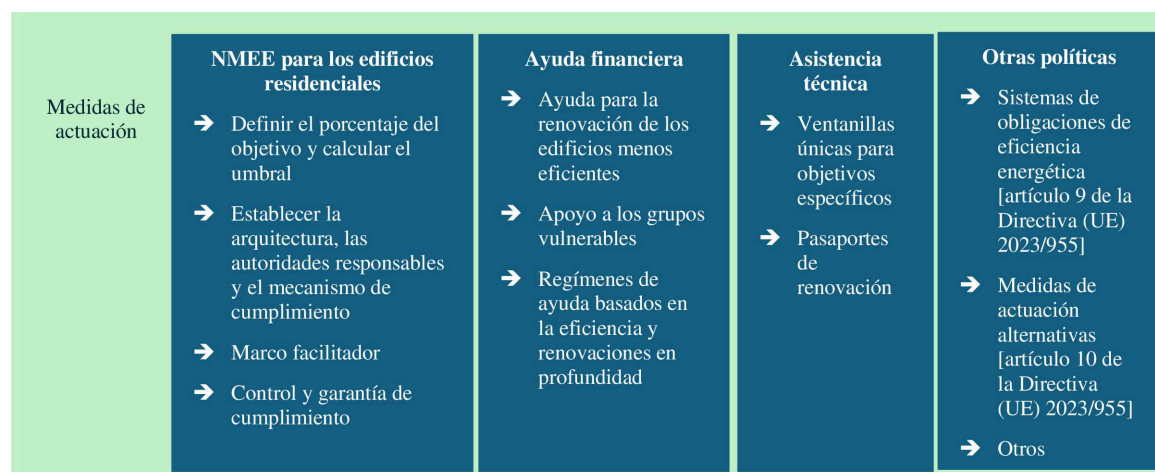 Medidas de
actuación
NMEE para los edificios
residenciales
➔ Definir el porcentaje del
objetivo y calcular el
umbral
➔ Establecer la
arquitectura, las
autoridades responsables
y el mecanismo de
cumplimiento
➔ Marco facilitador
➔ Control y garantía de
cumplimiento
Ayuda financiera
➔ Ayuda para la
renovación de los
edificios menos
eficientes
➔ Apoyo a los grupos
vulnerables
➔ Regímenes de
ayuda basados en
la eficiencia y
renovaciones en
profundidad
Asistencia
técnica
➔ Ventanillas
únicas para
objetivos
específicos
➔ Pasaportes
de
renovación
Otras políticas
➔ Sistemas de
obligaciones de
eficiencia
energética
[artículo 9 de la
Directiva (UE)
2023/955]
➔ Medidas de
actuación
alternativas
[artículo 10 de
la Directiva
(UE) 2023/955]
➔ Otros